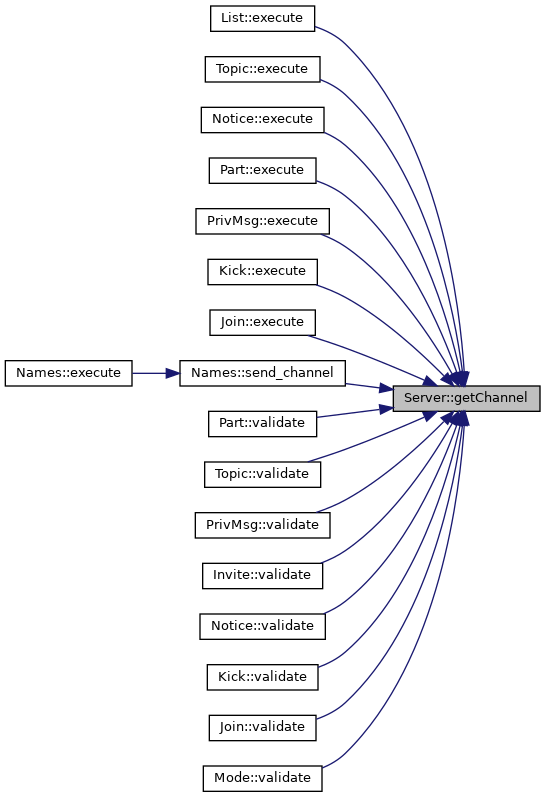 List::execute
Topic::execute
Notice::execute
Part::execute
PrivMsg::execute
Kick::execute
Join::execute
Names::execute
Names::send_channel
Server::getChannel
Part::validate
Topic::validate
PrivMsg::validate
Invite::validate
Notice::validate
Kick::validate
Join::validate
Mode::validate